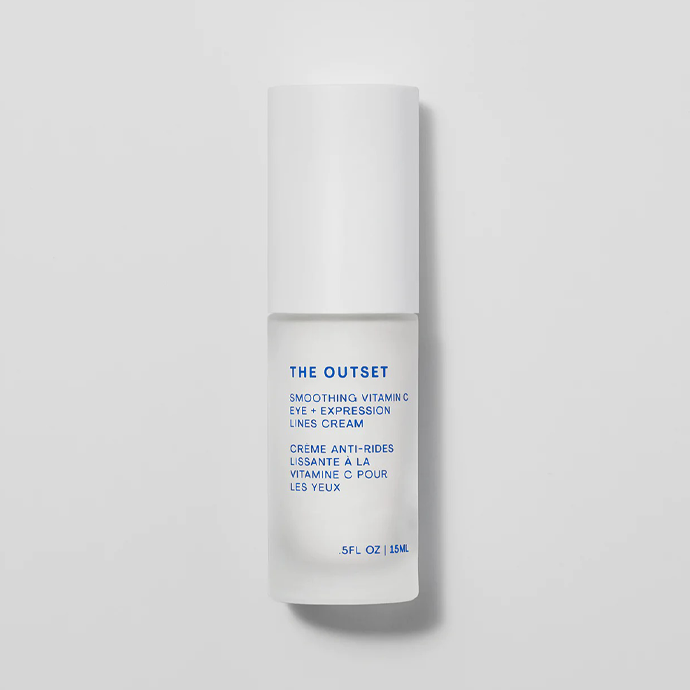 THE OUTSET
SMOOTHING VITAMIN C
EYE + EXPRESSION
LINES CREAM
CRÈME ANTI-RIDES
LISSANTE À LA
VITAMINE C POUR
LES YEUX
.5FL OZ | 15ML